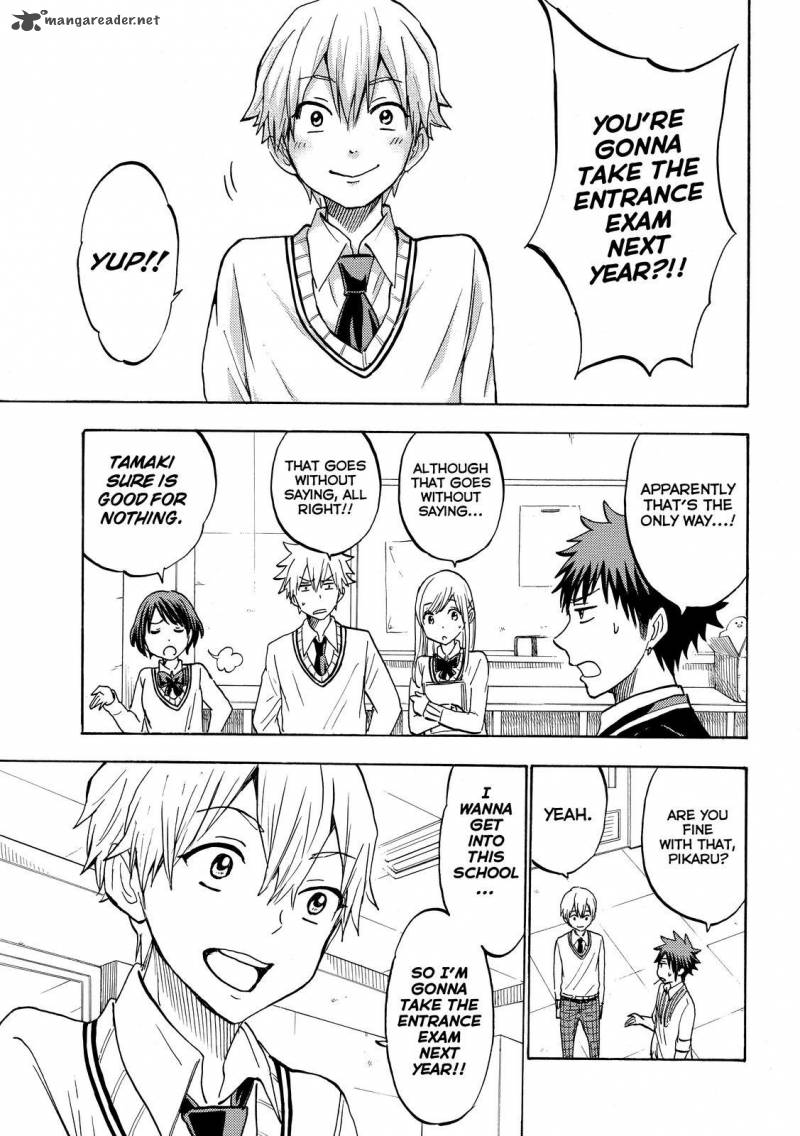 mangareader.net
YOU'RE
GONNA
TAKE THE
ENTRANCE
EXAM
NEXT
YEAR?!!
YUP!!
APPARENTLY
THAT'S THE
ONLY WAY...!
ALTHOUGH
THAT GOES
WITHOUT
SAYING...
THAT GOES
WITHOUT
SAYING, ALL
RIGHT!!
TAMAKI
SURE IS
GOOD FOR
NOTHING.
ARE YOU
FINE
WITH THAT,
PIKARU?
YEAH.
I
WANNA
GET
INTO
THIS
SCHOOL
...
SO I'M
GONNA
TAKE THE
ENTRANCE
EXAM
NEXT
YEAR!!